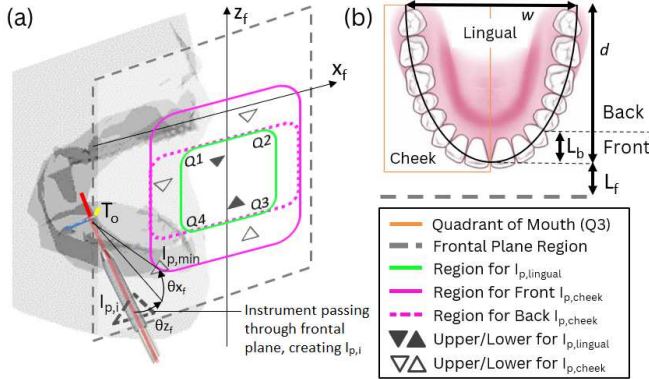 (a)
z_f
x_f
Q1
Q2
Q3
Q4
T_o
I_p,min
I_p,i
θx_f
θz_f
Instrument passing
through frontal
plane, creating I_p,i
(b)
w
Lingual
d
Back
Front
L_b
Cheek
L_f
Quadrant of Mouth (Q3)
Frontal Plane Region
Region for I_p,lingual
Region for Front I_p,cheek
Region for Back I_p,cheek
Upper/Lower for I_p,lingual
Upper/Lower for I_p,cheek